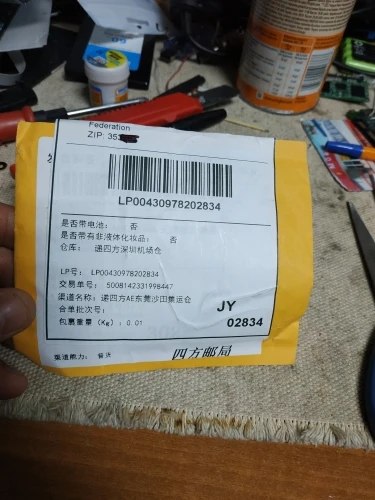 Federation
ZIP: 35
LP00430978202834
是否带电池： 否
是否带有非液体化妆品： 否
仓库： 递四方深圳机场仓
LP号： LP00430978202834
交易单号： 5008142331998447
渠道名称：递四方AE东莞沙田集运仓
合单批次号：
JY
02834
包裹重量（Kg）：0.01
渠道能力： 普货
四方邮局